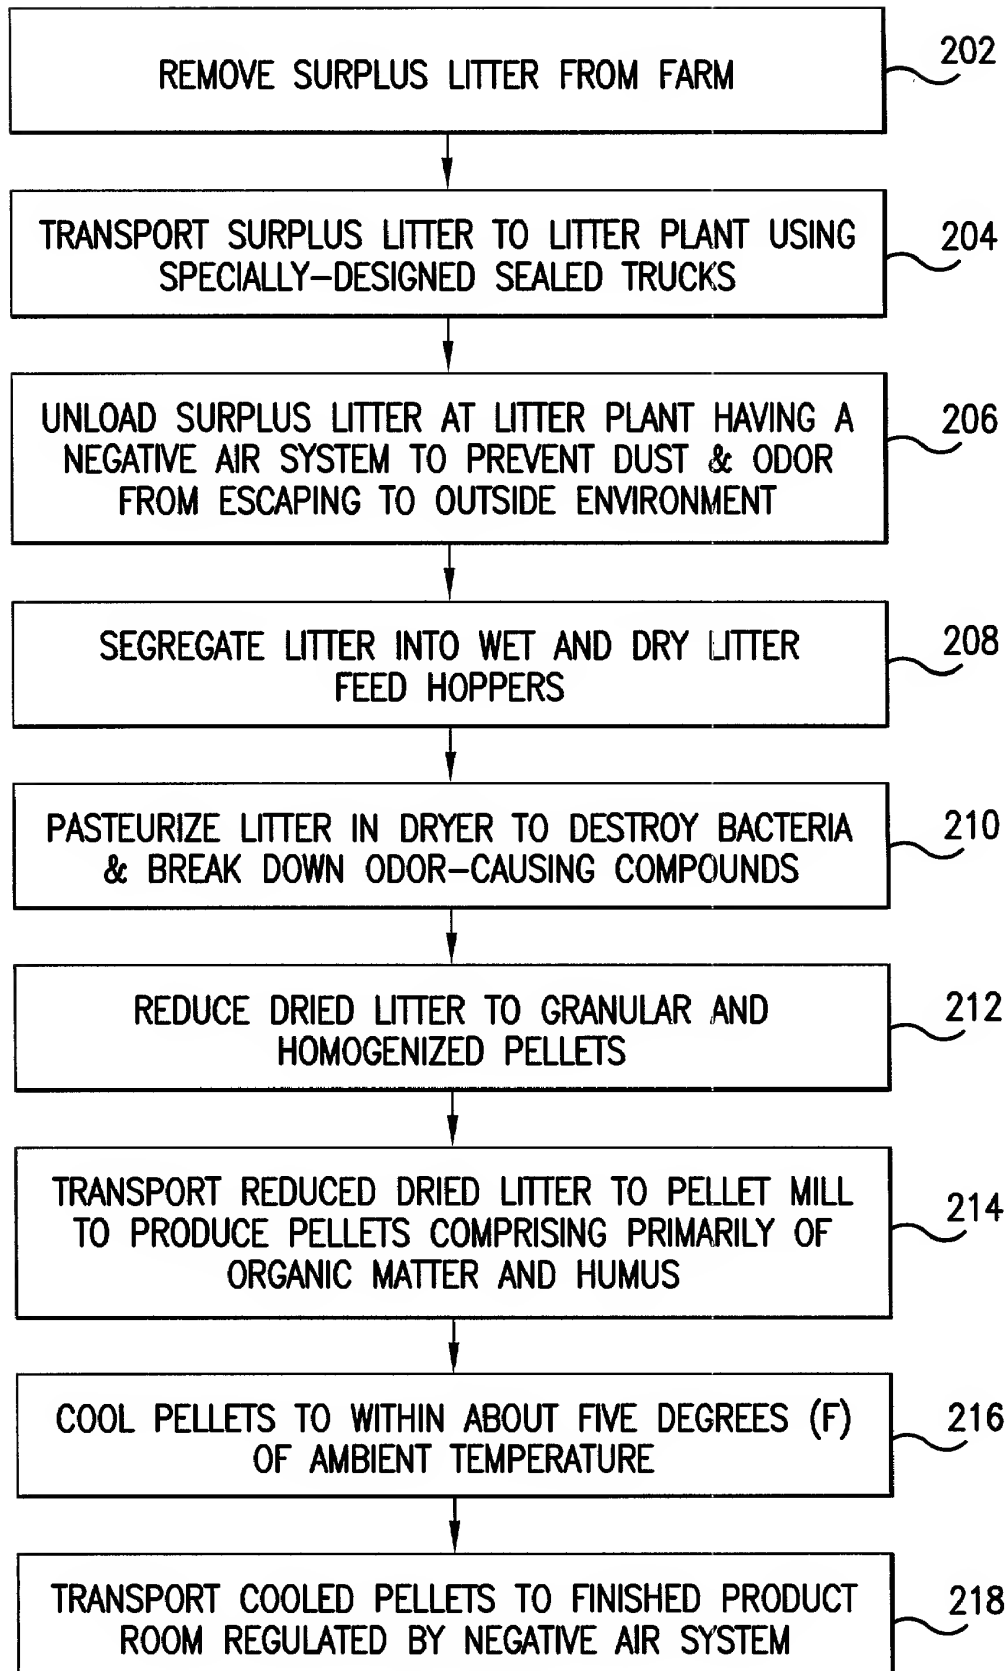 REMOVE SURPLUS LITTER FROM FARM
202
TRANSPORT SURPLUS LITTER TO LITTER PLANT USING
SPECIALLY-DESIGNED SEALED TRUCKS
204
UNLOAD SURPLUS LITTER AT LITTER PLANT HAVING A
NEGATIVE AIR SYSTEM TO PREVENT DUST & ODOR
FROM ESCAPING TO OUTSIDE ENVIRONMENT
206
SEGREGATE LITTER INTO WET AND DRY LITTER
FEED HOPPERS
208
PASTEURIZE LITTER IN DRYER TO DESTROY BACTERIA
& BREAK DOWN ODOR-CAUSING COMPOUNDS
210
REDUCE DRIED LITTER TO GRANULAR AND
HOMOGENIZED PELLETS
212
TRANSPORT REDUCED DRIED LITTER TO PELLET MILL
TO PRODUCE PELLETS COMPRISING PRIMARILY OF
ORGANIC MATTER AND HUMUS
214
COOL PELLETS TO WITHIN ABOUT FIVE DEGREES (F)
OF AMBIENT TEMPERATURE
216
TRANSPORT COOLED PELLETS TO FINISHED PRODUCT
ROOM REGULATED BY NEGATIVE AIR SYSTEM
218